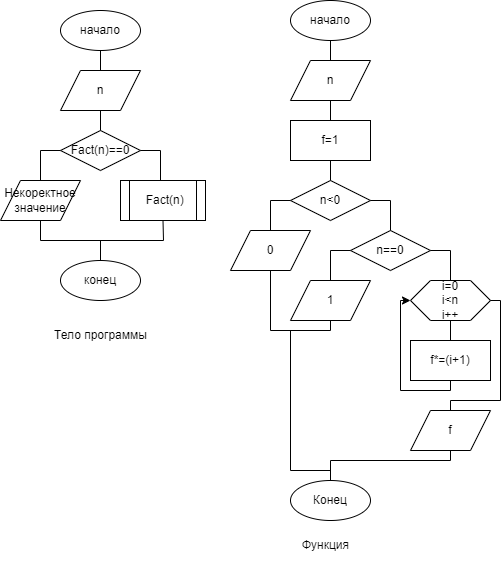 начало
n
Fact(n)==0
Некоректное
значение
Fact(n)
конец
Тело программы
начало
n
f=1
n<0
0
n==0
1
i=0
i<n
i++
f*=(i+1)
f
Конец
Функция